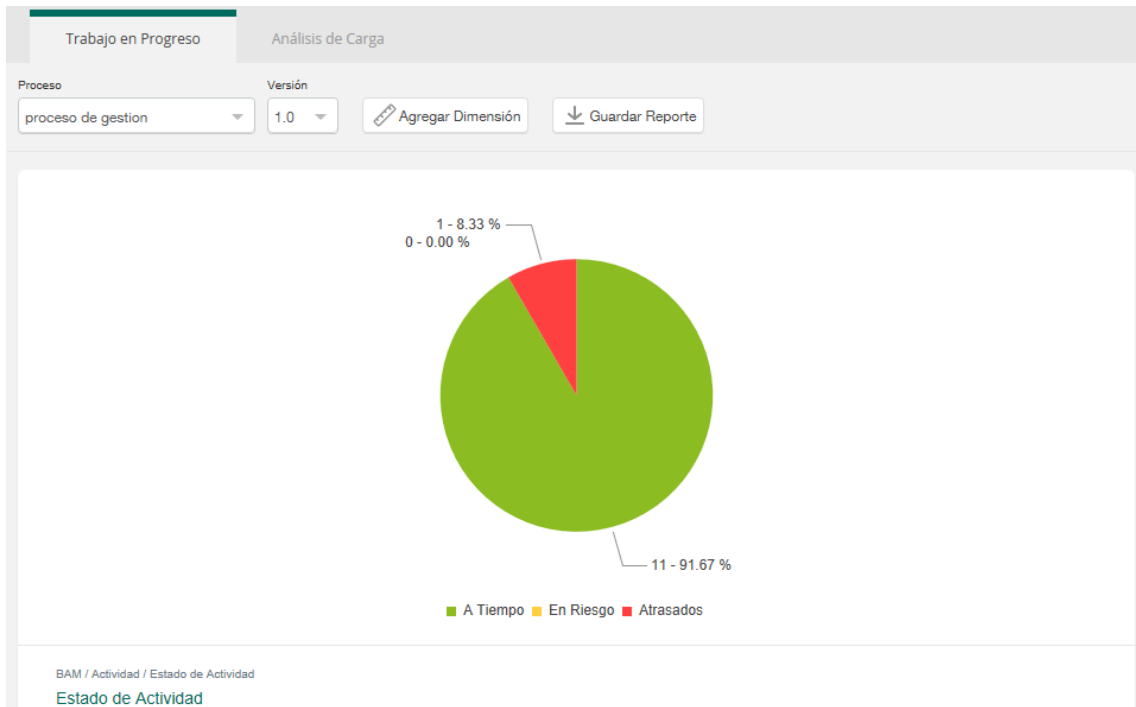 Trabajo en Progreso Análisis de Carga
Proceso Versión
proceso de gestion 1.0 Agregar Dimensión Guardar Reporte
1 - 8.33 %
0 - 0.00 %
11 - 91.67 %
A Tiempo En Riesgo Atrasados
BAM / Actividad / Estado de Actividad
Estado de Actividad